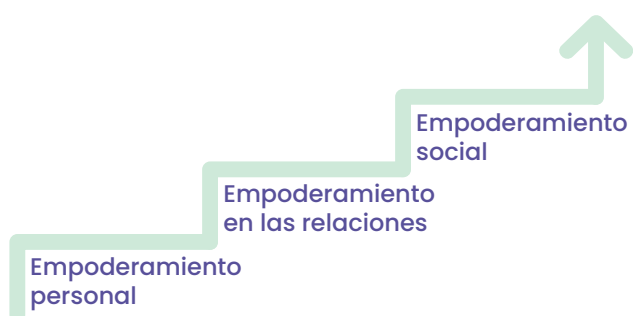 Empoderamiento
social
Empoderamiento
en las relaciones
Empoderamiento
personal